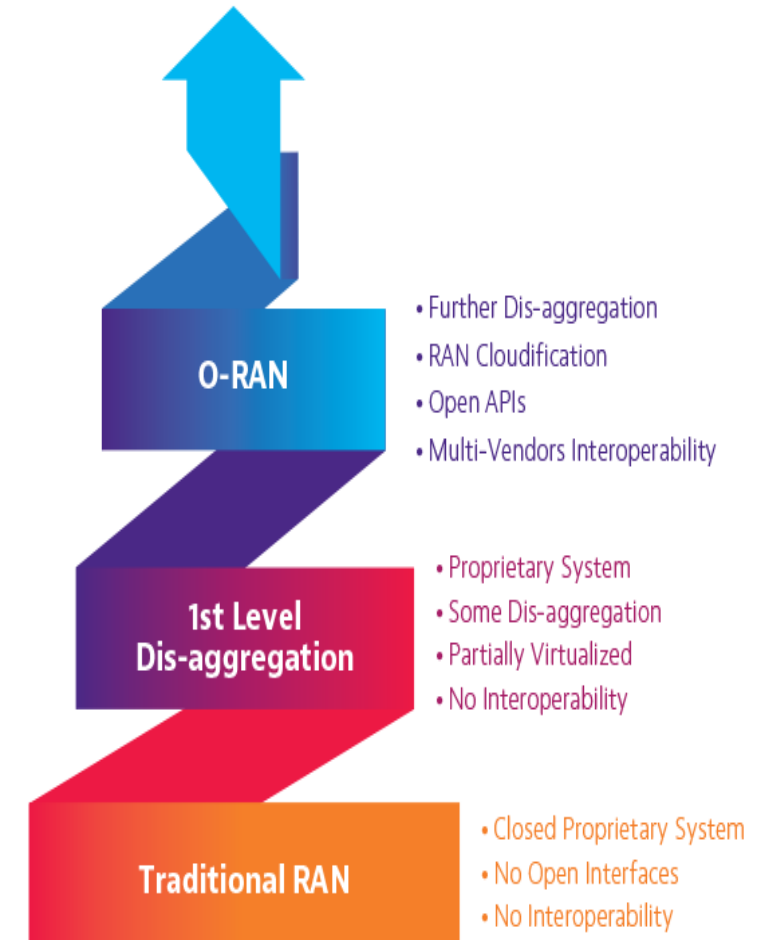 O-RAN
• Further Dis-aggregation
• RAN Cloudification
• Open APIs
• Multi-Vendors Interoperability
1st Level
Dis-aggregation
• Proprietary System
• Some Dis-aggregation
• Partially Virtualized
• No Interoperability
Traditional RAN
• Closed Proprietary System
• No Open Interfaces
• No Interoperability